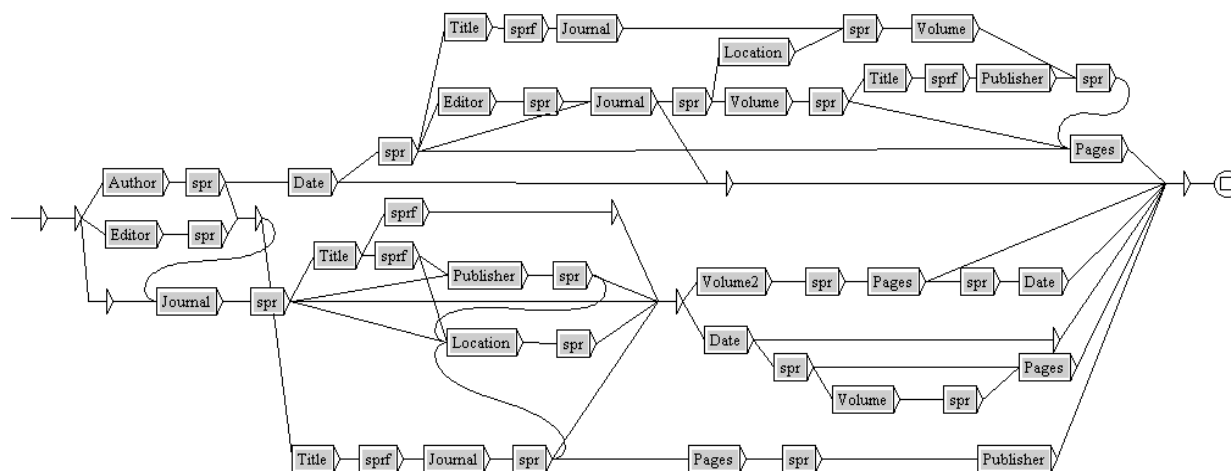 Title sprf Journal spr Volume
Location
Title sprf Publisher spr
Editor spr Journal spr Volume spr
spr Pages
Author spr Date
Editor spr
sprf
Title sprf
Publisher spr Volume2 spr Pages spr Date
Journal spr
Location spr Date
spr Pages
Volume spr
Title sprf Journal spr Pages spr Publisher